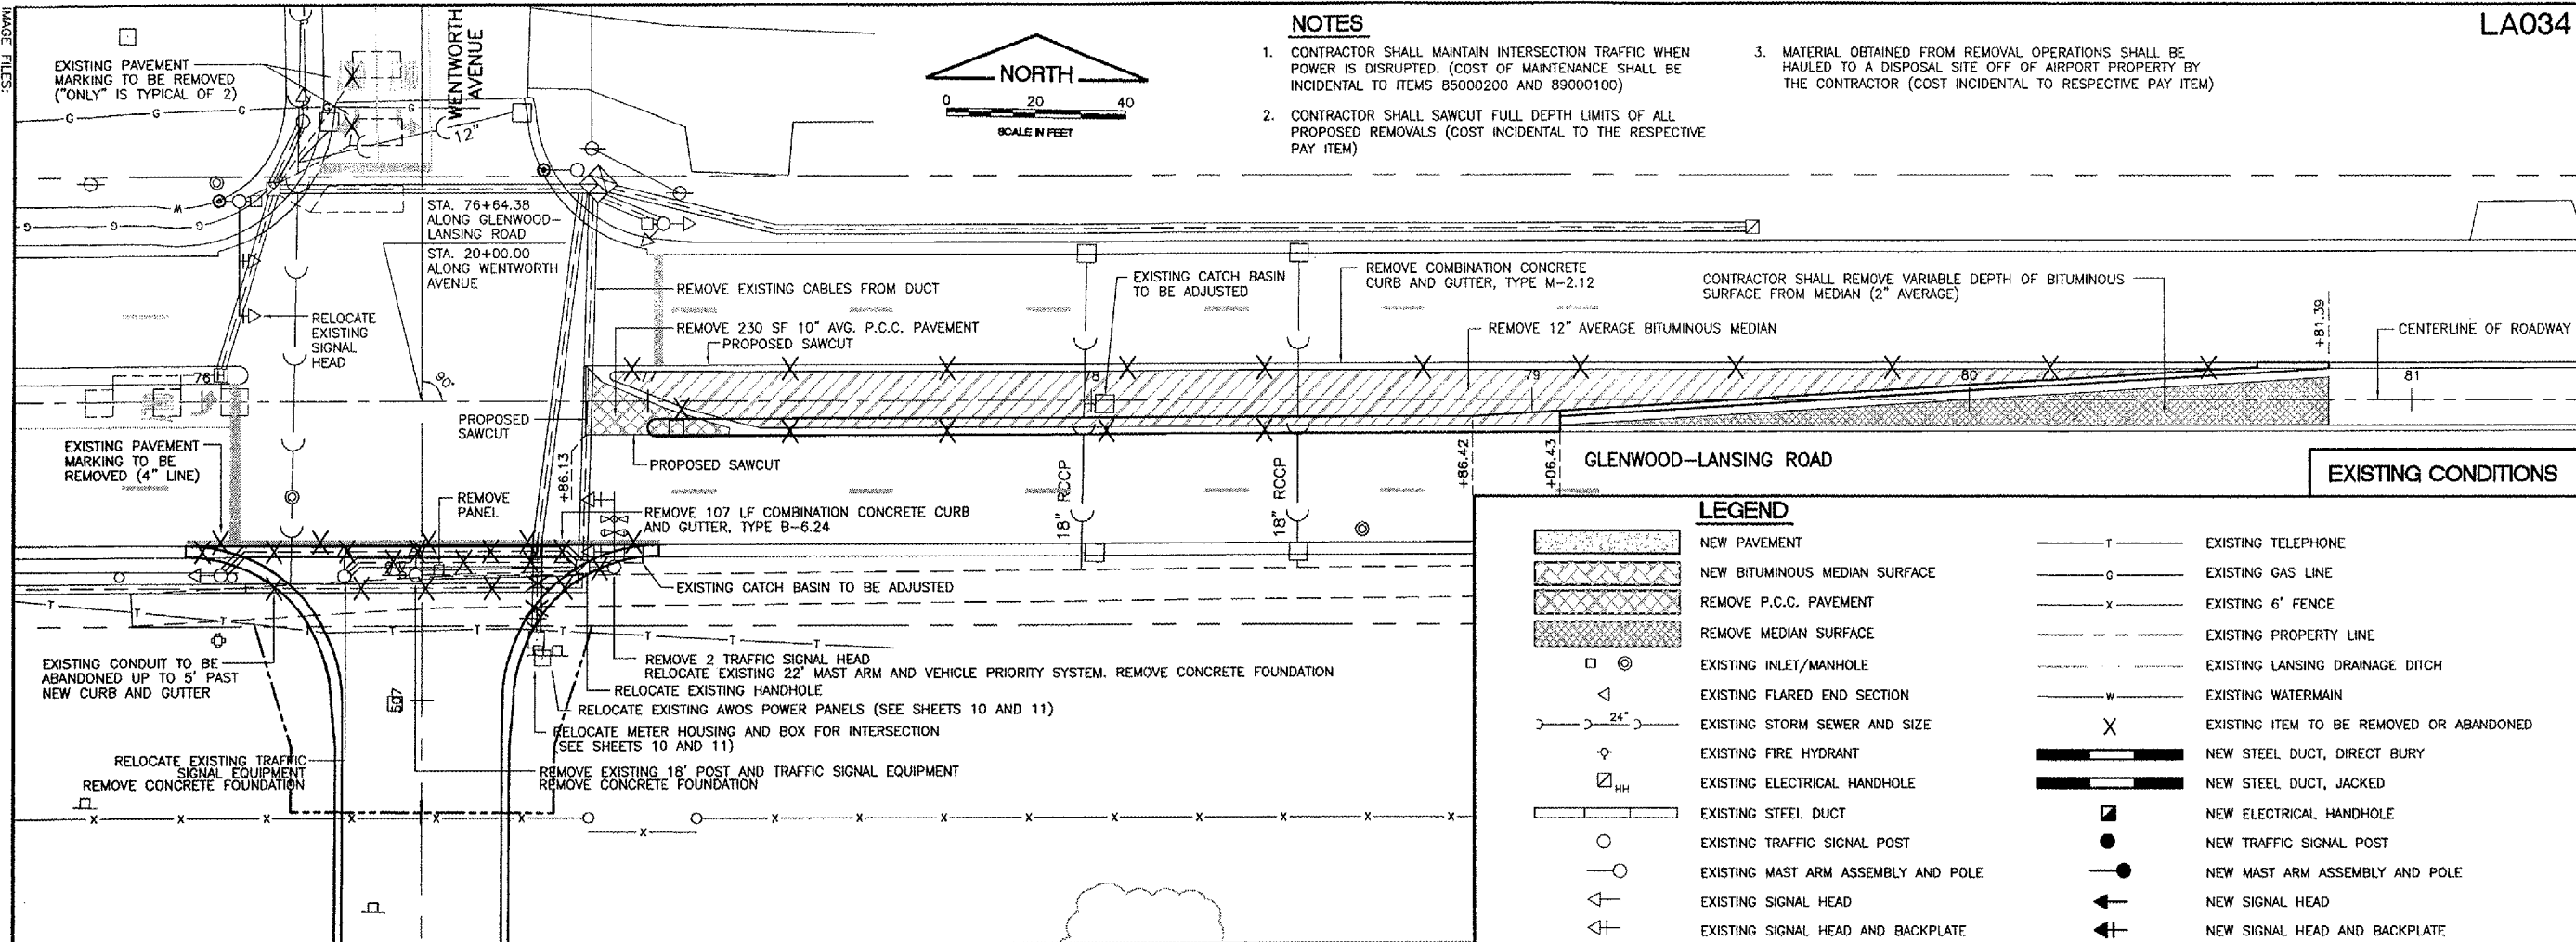 IMAGE FILES:
LA034
WENTWORTH
AVENUE
EXISTING PAVEMENT
MARKING TO BE REMOVED
("ONLY" IS TYPICAL OF 2)
12"
NORTH
0 20 40
SCALE IN FEET
NOTES
1. CONTRACTOR SHALL MAINTAIN INTERSECTION TRAFFIC WHEN
POWER IS DISRUPTED. (COST OF MAINTENANCE SHALL BE
INCIDENTAL TO ITEMS 85000200 AND 89000100)
2. CONTRACTOR SHALL SAWCUT FULL DEPTH LIMITS OF ALL
PROPOSED REMOVALS (COST INCIDENTAL TO THE RESPECTIVE
PAY ITEM)
3. MATERIAL OBTAINED FROM REMOVAL OPERATIONS SHALL BE
HAULED TO A DISPOSAL SITE OFF OF AIRPORT PROPERTY BY
THE CONTRACTOR (COST INCIDENTAL TO RESPECTIVE PAY ITEM)
G G G G
W
G G G
STA. 76+64.38
ALONG GLENWOOD-
LANSING ROAD
STA. 20+00.00
ALONG WENTWORTH
AVENUE
RELOCATE
EXISTING
SIGNAL
HEAD
REMOVE EXISTING CABLES FROM DUCT
REMOVE 230 SF 10" AVG. P.C.C. PAVEMENT
PROPOSED SAWCUT
EXISTING CATCH BASIN
TO BE ADJUSTED
REMOVE COMBINATION CONCRETE
CURB AND GUTTER, TYPE M-2.12
REMOVE 12" AVERAGE BITUMINOUS MEDIAN
CONTRACTOR SHALL REMOVE VARIABLE DEPTH OF BITUMINOUS
SURFACE FROM MEDIAN (2" AVERAGE)
+81.39
CENTERLINE OF ROADWAY
76
H
90°
77
78
79
80
81
PROPOSED
SAWCUT
PROPOSED SAWCUT
EXISTING PAVEMENT
MARKING TO BE
REMOVED (4" LINE)
REMOVE
PANEL
+86.13
REMOVE 107 LF COMBINATION CONCRETE CURB
AND GUTTER, TYPE B-6.24
18" RCCP
18" RCCP
+86.42
+06.43
GLENWOOD-LANSING ROAD
EXISTING CONDITIONS
EXISTING CATCH BASIN TO BE ADJUSTED
T T T T T T T T
EXISTING CONDUIT TO BE
ABANDONED UP TO 5' PAST
NEW CURB AND GUTTER
REMOVE 2 TRAFFIC SIGNAL HEAD
RELOCATE EXISTING 22' MAST ARM AND VEHICLE PRIORITY SYSTEM. REMOVE CONCRETE FOUNDATION
RELOCATE EXISTING HANDHOLE
RELOCATE EXISTING AWOS POWER PANELS (SEE SHEETS 10 AND 11)
RELOCATE METER HOUSING AND BOX FOR INTERSECTION
(SEE SHEETS 10 AND 11)
RELOCATE EXISTING TRAFFIC
SIGNAL EQUIPMENT
REMOVE CONCRETE FOUNDATION
REMOVE EXISTING 18' POST AND TRAFFIC SIGNAL EQUIPMENT
REMOVE CONCRETE FOUNDATION
LEGEND
NEW PAVEMENT
NEW BITUMINOUS MEDIAN SURFACE
REMOVE P.C.C. PAVEMENT
REMOVE MEDIAN SURFACE
EXISTING INLET/MANHOLE
EXISTING FLARED END SECTION
24" EXISTING STORM SEWER AND SIZE
EXISTING FIRE HYDRANT
HH EXISTING ELECTRICAL HANDHOLE
EXISTING STEEL DUCT
EXISTING TRAFFIC SIGNAL POST
EXISTING MAST ARM ASSEMBLY AND POLE
EXISTING SIGNAL HEAD
EXISTING SIGNAL HEAD AND BACKPLATE
T EXISTING TELEPHONE
G EXISTING GAS LINE
X EXISTING 6' FENCE
EXISTING PROPERTY LINE
EXISTING LANSING DRAINAGE DITCH
W EXISTING WATERMAIN
X EXISTING ITEM TO BE REMOVED OR ABANDONED
NEW STEEL DUCT, DIRECT BURY
NEW STEEL DUCT, JACKED
NEW ELECTRICAL HANDHOLE
NEW TRAFFIC SIGNAL POST
NEW MAST ARM ASSEMBLY AND POLE
NEW SIGNAL HEAD
NEW SIGNAL HEAD AND BACKPLATE